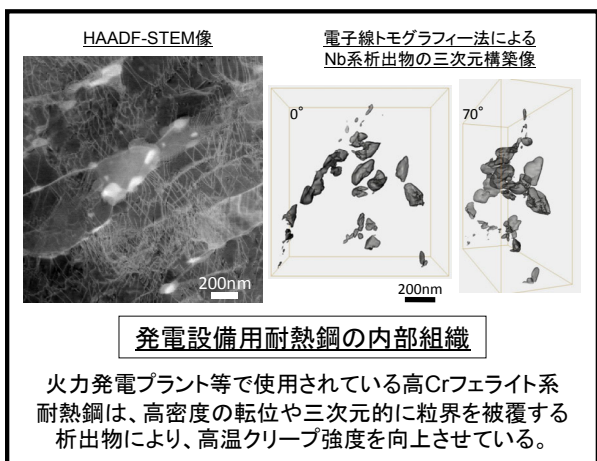 HAADF-STEM像
電子線トモグラフィー法による
Nb系析出物の三次元構築像
0°
70°
200nm
200nm
発電設備用耐熱鋼の内部組織
火力発電プラント等で使用されている高Crフェライト系
耐熱鋼は、高密度の転位や三次元的に粒界を被覆する
析出物により、高温クリープ強度を向上させている。